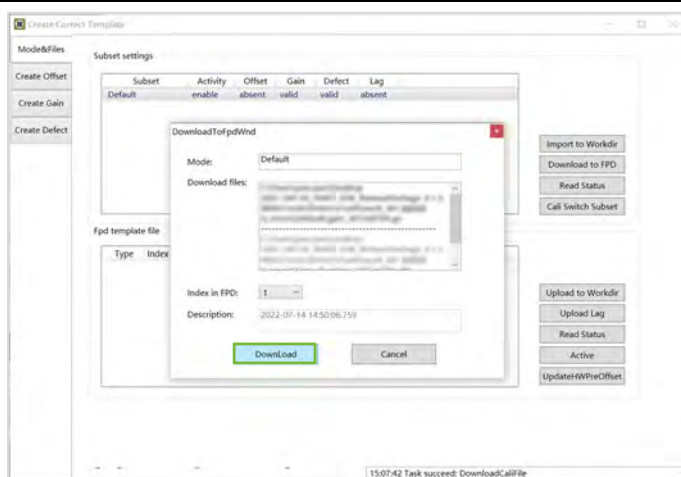 Create Correct Template
Mode&Files
Create Offset
Create Gain
Create Defect
Subset settings
Subset Activity Offset Gain Defect Lag
Default enable absent valid valid absent
Import to Workdir
Download to FPD
Read Status
Cali Switch Subset
DownloadToFpdWnd
Mode: Default
Download files:
Index in FPD: 1
Description: 2022-07-14 14:50:06.759
DownLoad Cancel
Fpd template file
Type Index
Upload to Workdir
Upload Lag
Read Status
Active
UpdateHWPreOffset
15:07:42 Task succeed: DownloadCaliFile